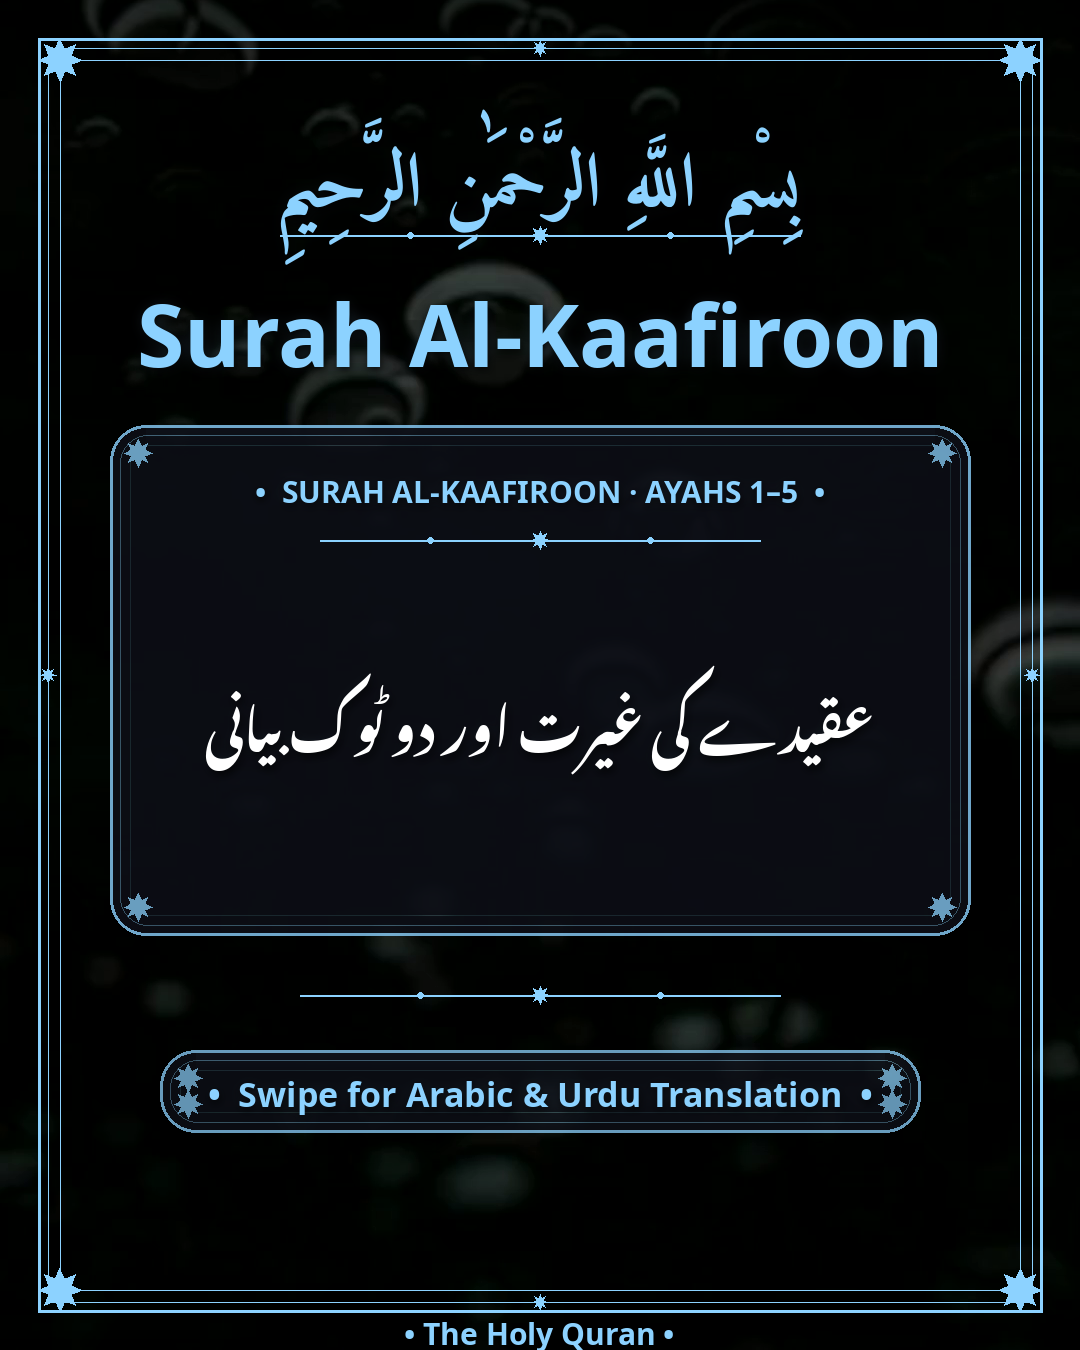 بِسْمِ اللَّهِ الرَّحْمَٰنِ الرَّحِيمِ
Surah Al-Kaafiroon
• SURAH AL-KAAFIROON · AYAHS 1–5 •
عقیدے کی غیرت اور دو ٹوک بیانی
• Swipe for Arabic & Urdu Translation •
• The Holy Quran •